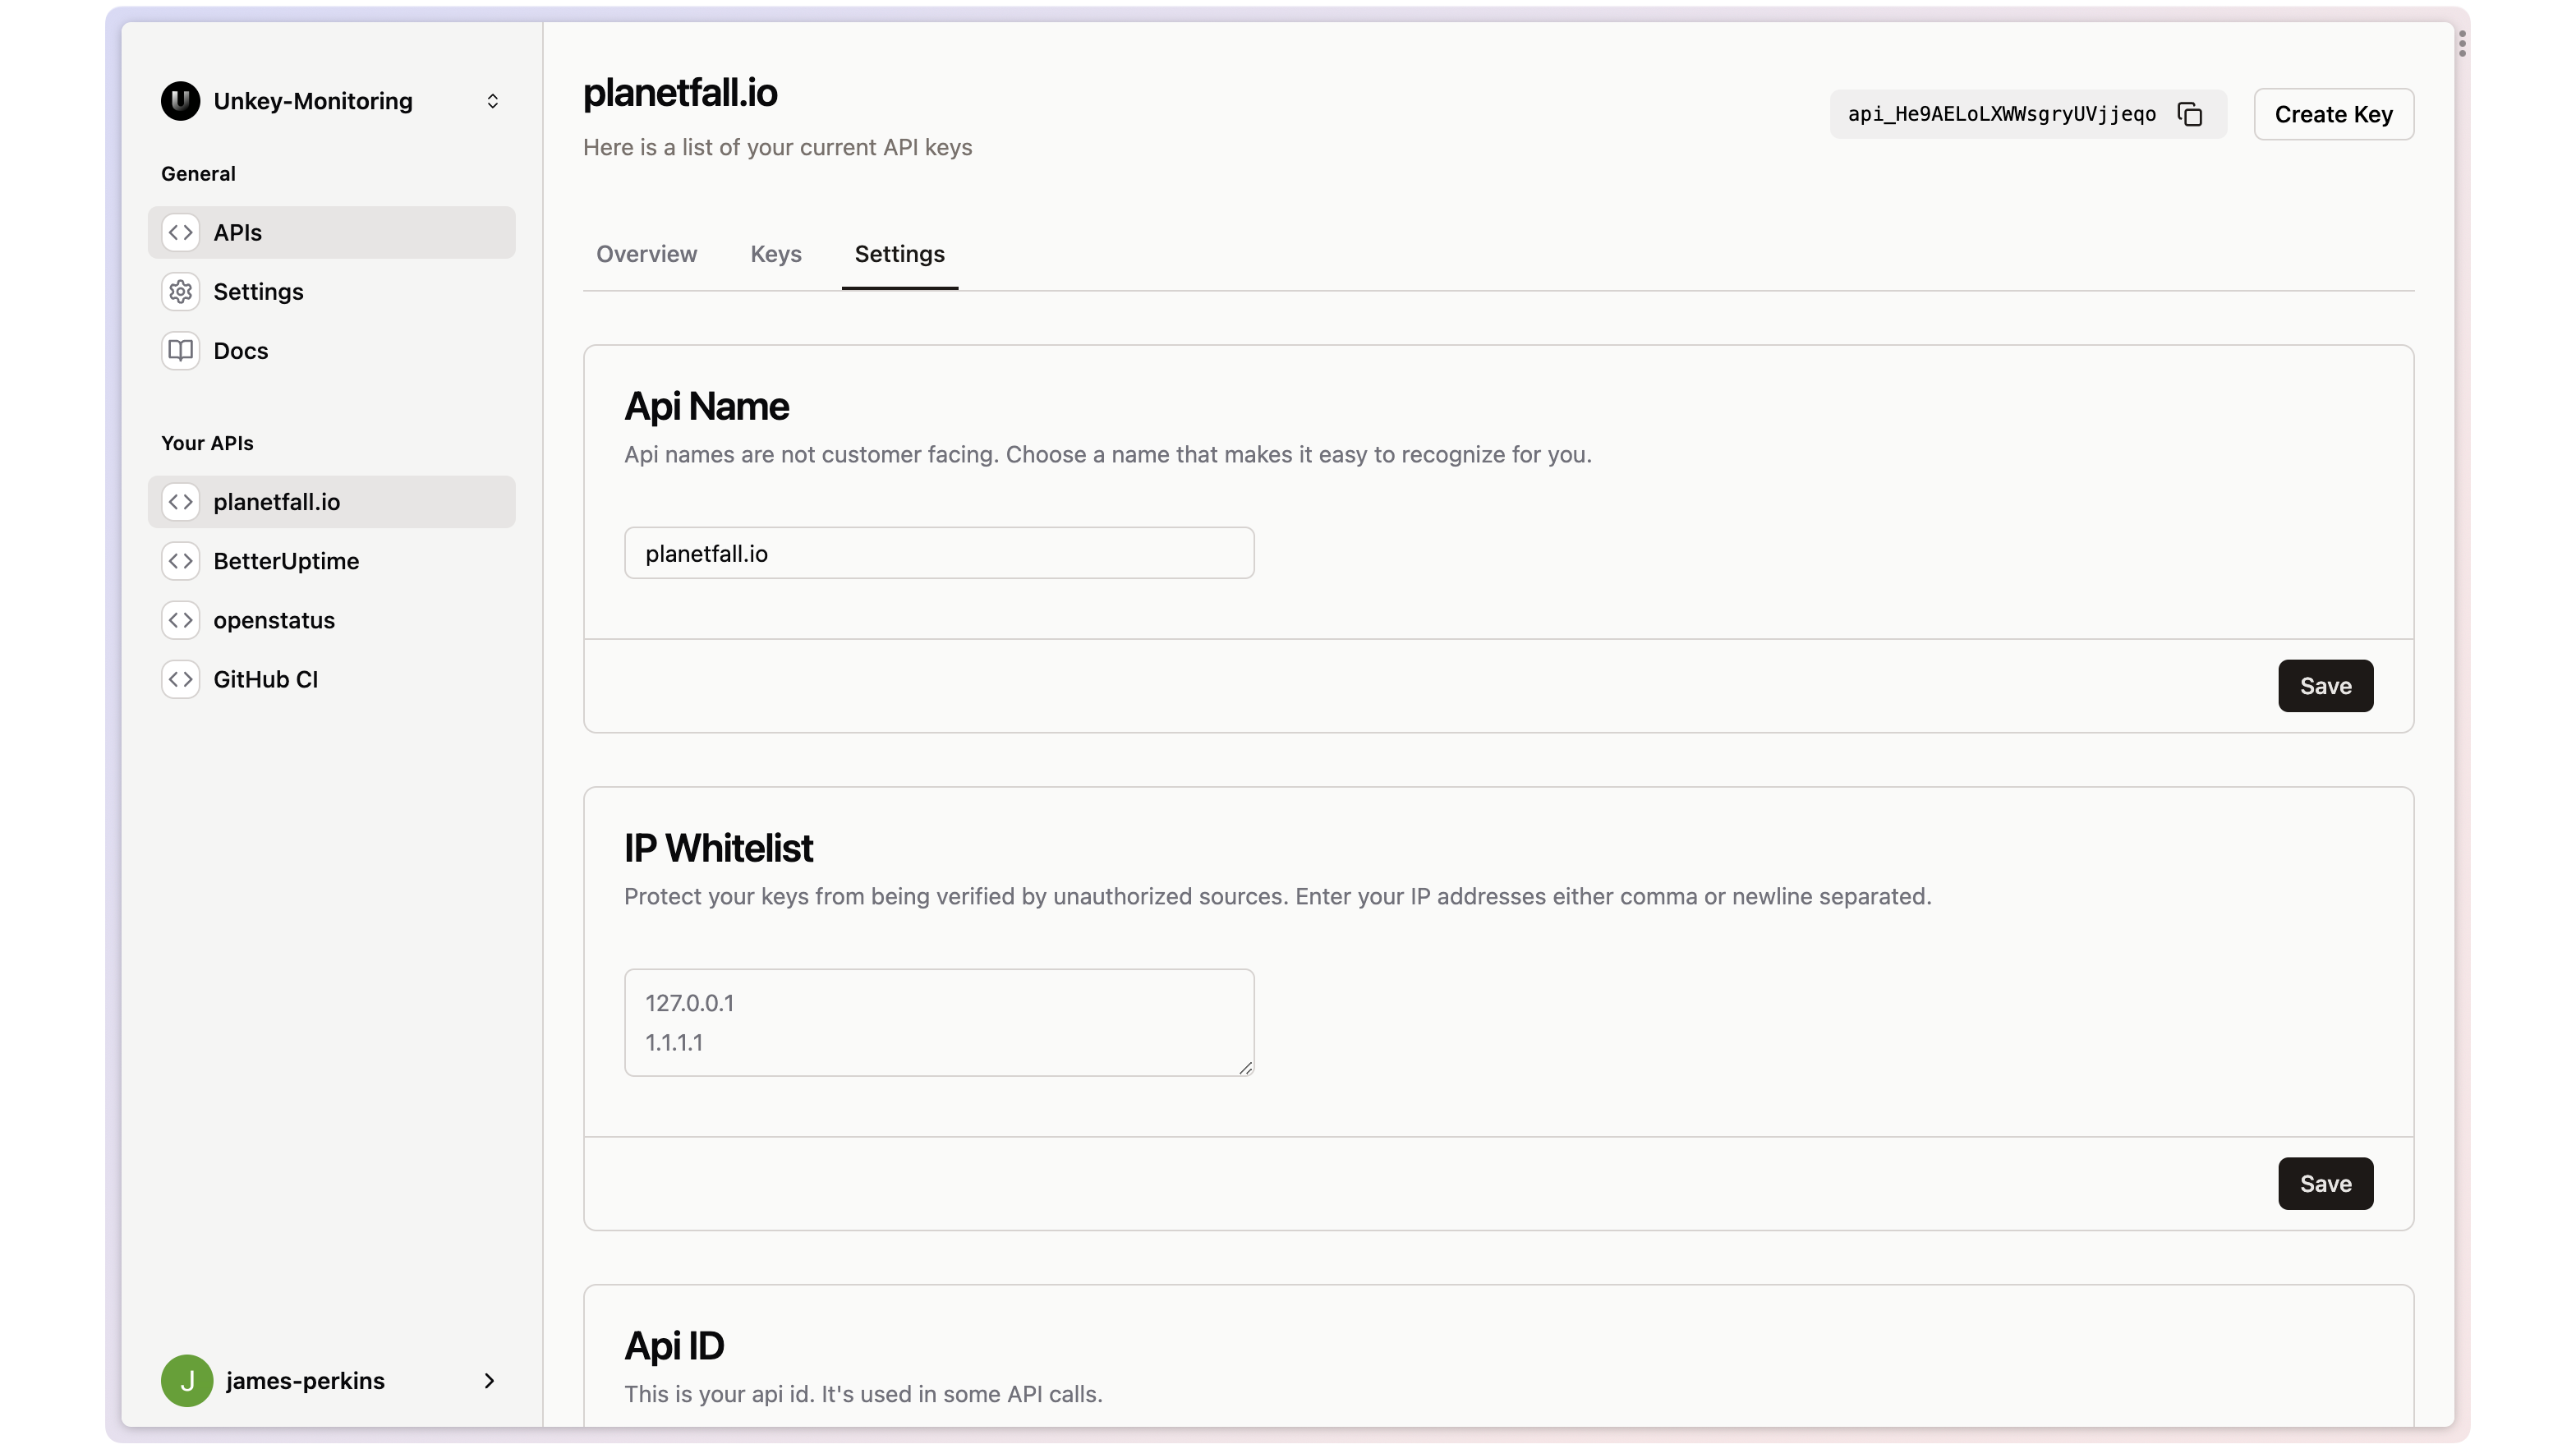 Unkey-Monitoring
General
APIs
Settings
Docs
Your APIs
planetfall.io
BetterUptime
openstatus
GitHub CI
J
james-perkins
planetfall.io
Here is a list of your current API keys
api_He9AELoLXWWsgryUVjjeqo
Create Key
Overview
Keys
Settings
Api Name
Api names are not customer facing. Choose a name that makes it easy to recognize for you.
planetfall.io
Save
IP Whitelist
Protect your keys from being verified by unauthorized sources. Enter your IP addresses either comma or newline separated.
127.0.0.1
1.1.1.1
Save
Api ID
This is your api id. It's used in some API calls.